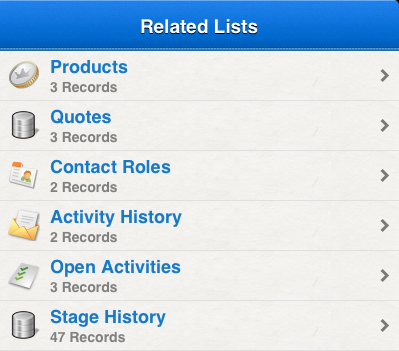 Related Lists
Products
3 Records
Quotes
3 Records
Contact Roles
2 Records
Activity History
2 Records
Open Activities
3 Records
Stage History
47 Records